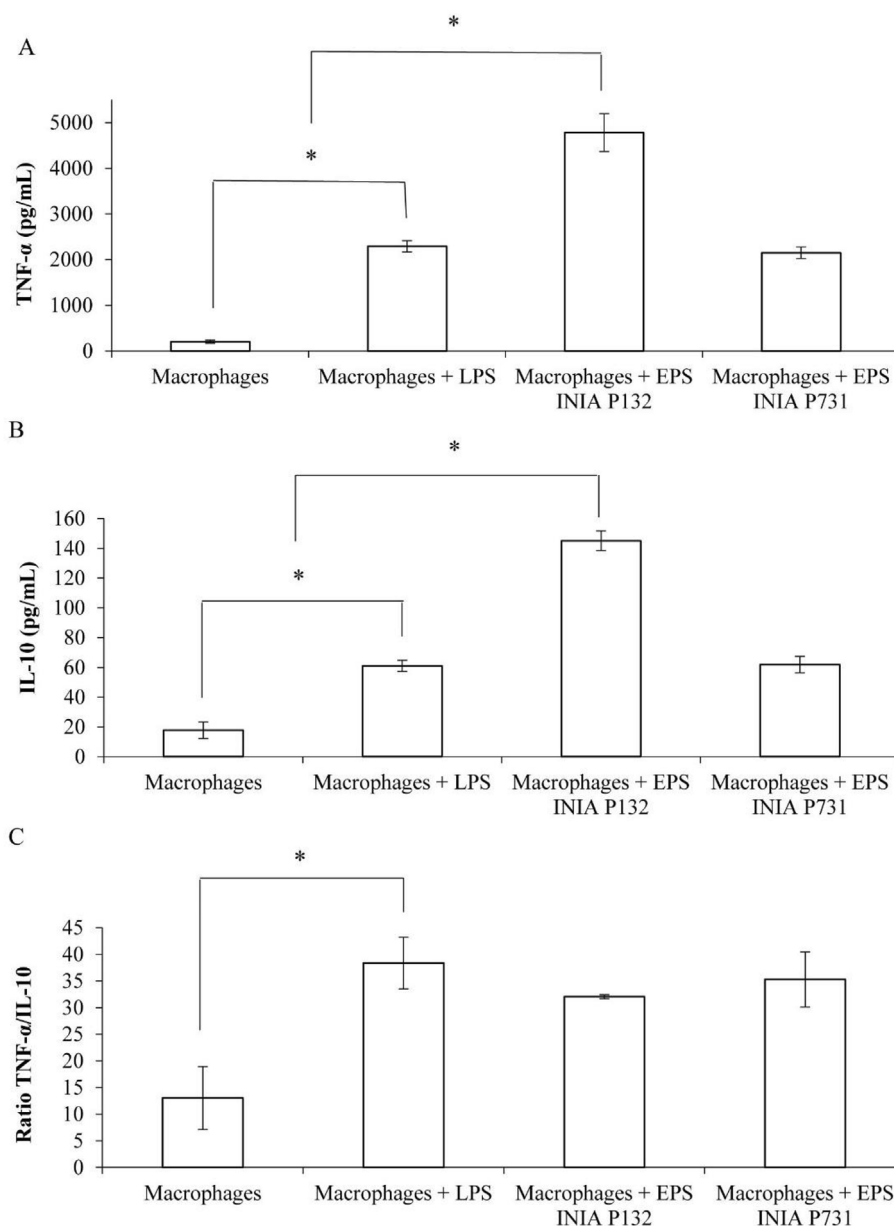 A
*
*
TNF-α (pg/mL)
5000
4000
3000
2000
1000
0
Macrophages
Macrophages + LPS
Macrophages + EPS
INIA P132
Macrophages + EPS
INIA P731
B
*
*
IL-10 (pg/mL)
160
140
120
100
80
60
40
20
0
Macrophages
Macrophages + LPS
Macrophages + EPS
INIA P132
Macrophages + EPS
INIA P731
C
*
Ratio TNF-α/IL-10
45
40
35
30
25
20
15
10
5
0
Macrophages
Macrophages + LPS
Macrophages + EPS
INIA P132
Macrophages + EPS
INIA P731